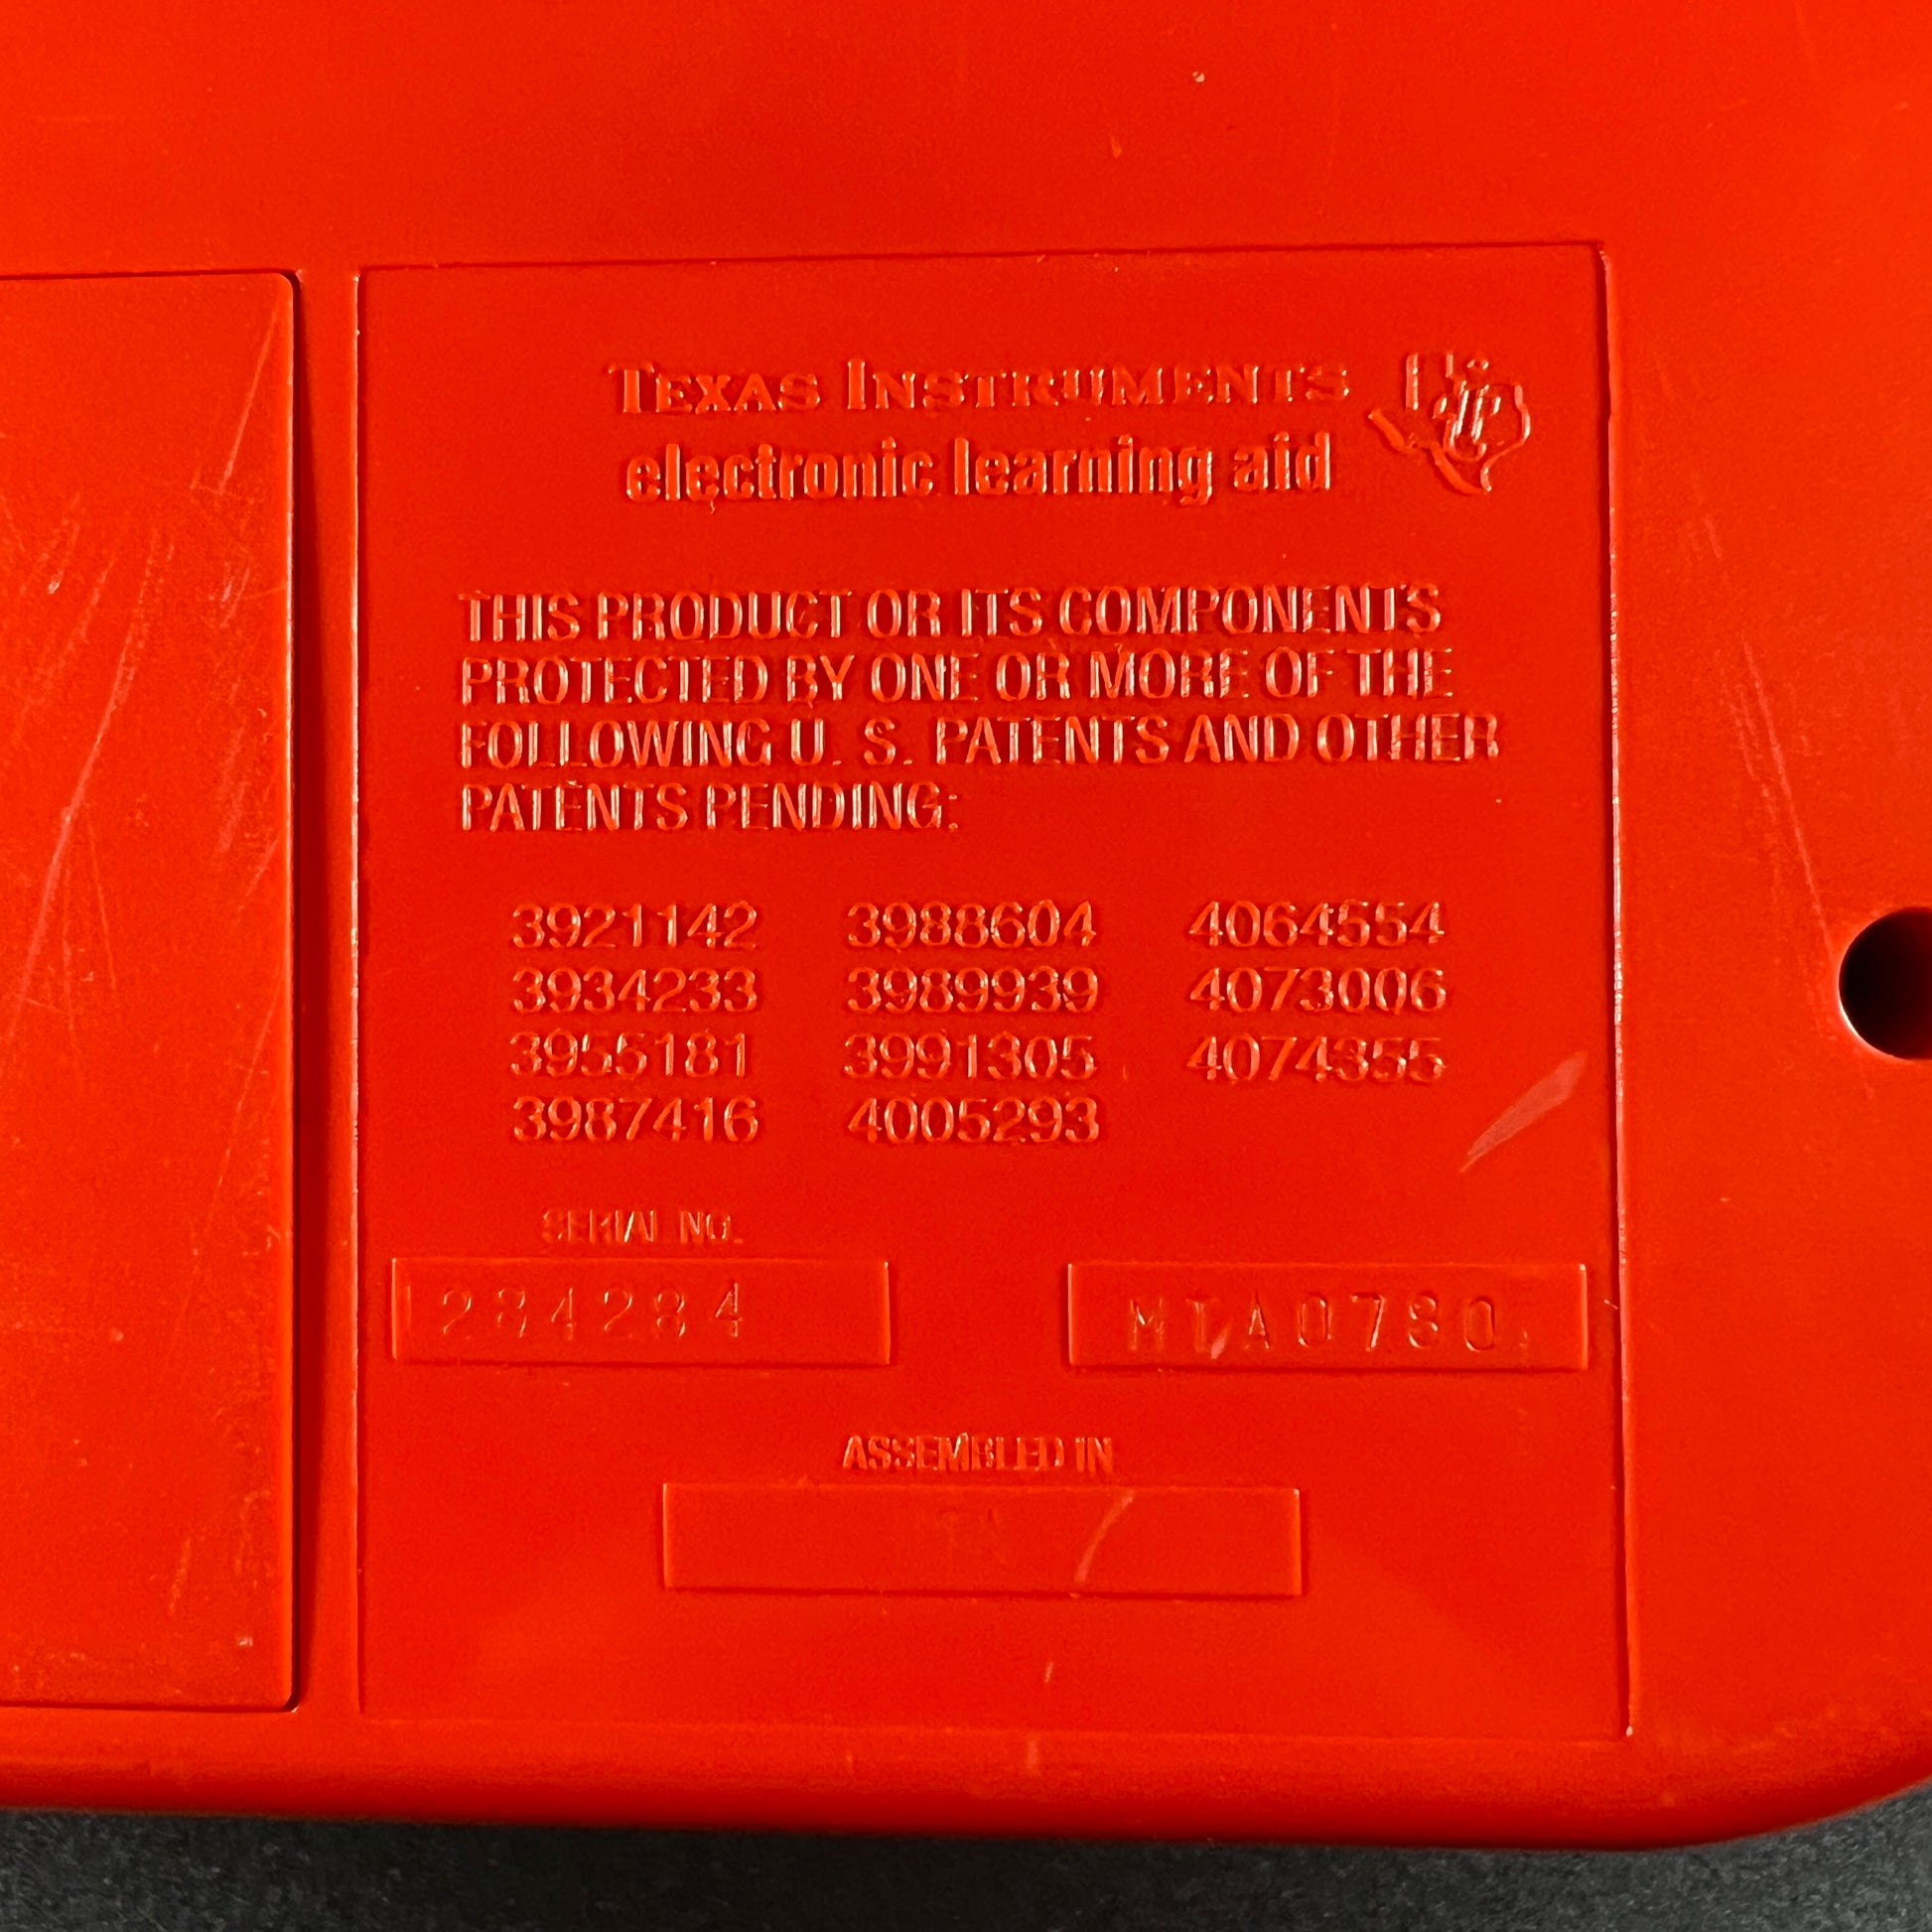 TEXAS INSTRUMENTS
electronic learning aid
THIS PRODUCT OR ITS COMPONENTS
PROTECTED BY ONE OR MORE OF THE
FOLLOWING U. S. PATENTS AND OTHER
PATENTS PENDING:
3921142 3988604 4064554
3934233 3989939 4073006
3955181 3991305 4074355
3987416 4005293
SERIAL NO.
284284 MTA0780
ASSEMBLED IN